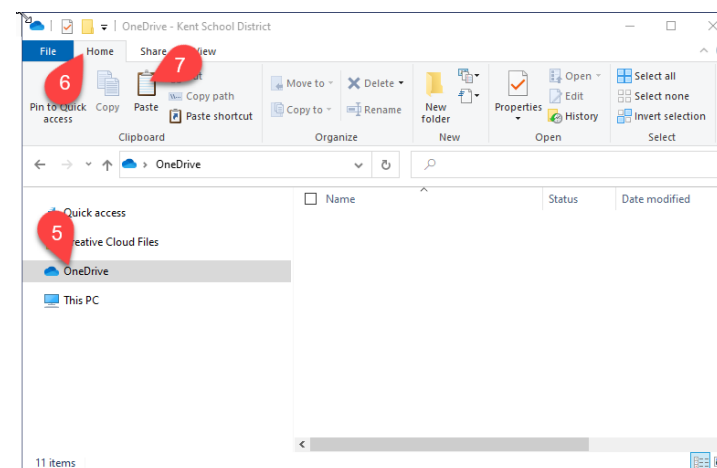 OneDrive - Kent School District
File Home Share View
6 7
Move to Delete Open Select all
Copy path Edit Select none
Pin to Quick access Copy Paste Paste shortcut Copy to Rename New folder Properties History Invert selection
Clipboard Organize New Open Select
OneDrive
Name Status Date modified
Quick access
5
Creative Cloud Files
OneDrive
This PC
11 items